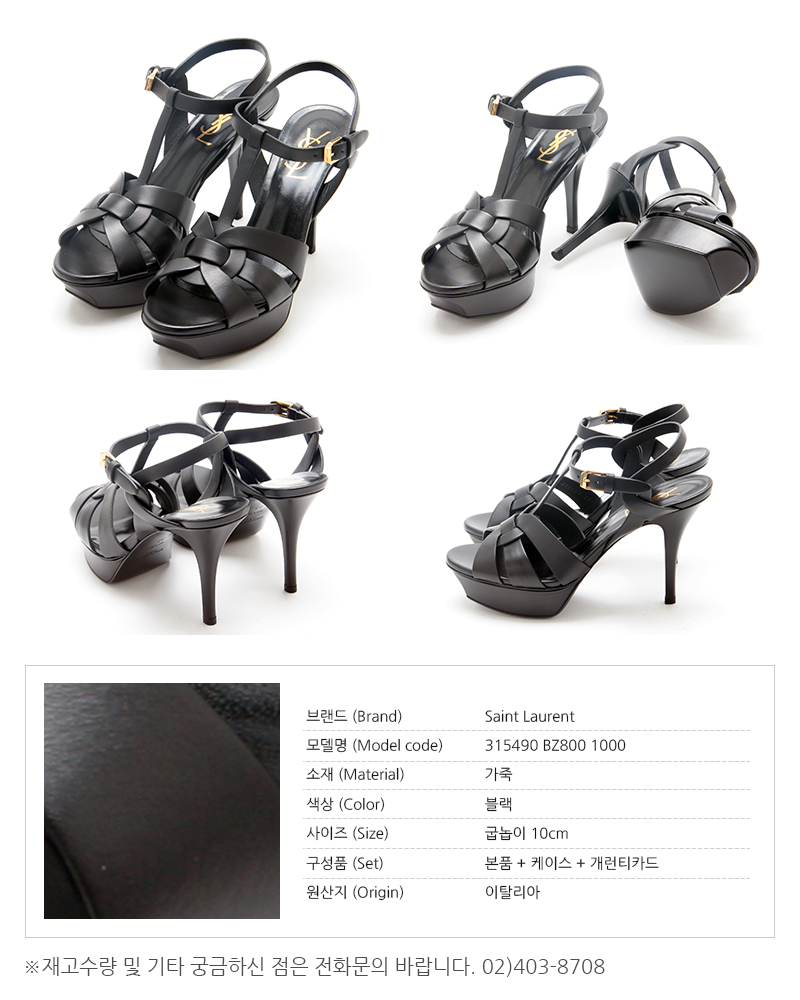 YSL
YSL
YSL
브랜드 (Brand) Saint Laurent
모델명 (Model code) 315490 BZ800 1000
소재 (Material) 가죽
색상 (Color) 블랙
사이즈 (Size) 굽높이 10cm
구성품 (Set) 본품 + 케이스 + 개런티카드
원산지 (Origin) 이탈리아
※재고수량 및 기타 궁금하신 점은 전화문의 바랍니다. 02)403-8708